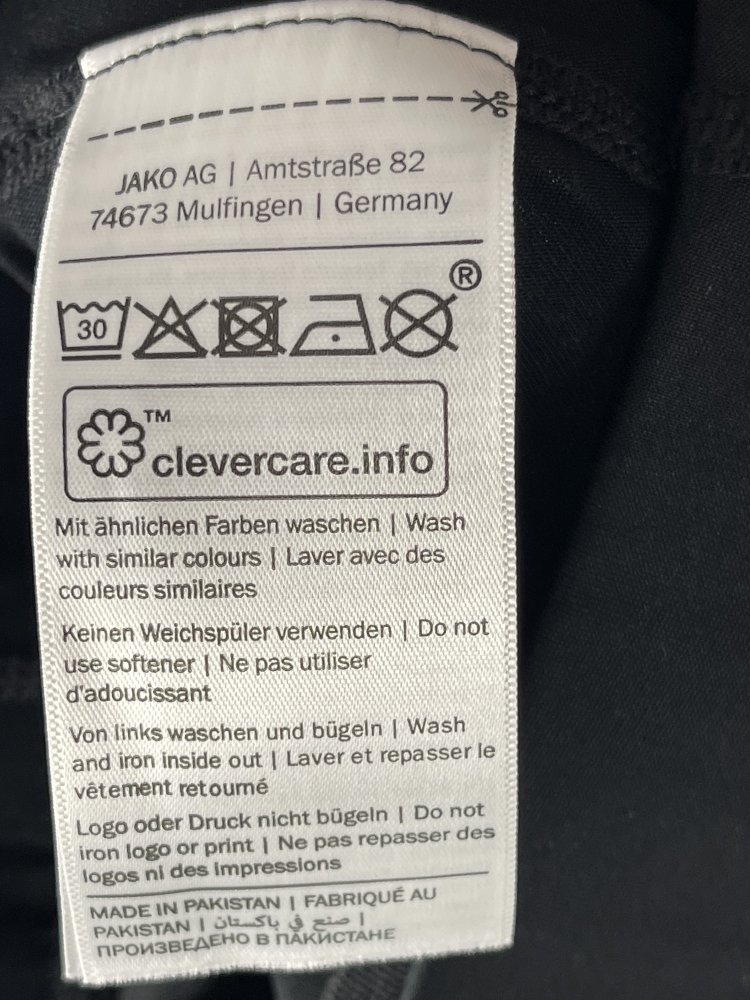 JAKO AG | Amtstraße 82
74673 Mulfingen | Germany
®
30
™
clevercare.info
Mit ähnlichen Farben waschen | Wash
with similar colours | Laver avec des
couleurs similaires
Keinen Weichspüler verwenden | Do not
use softener | Ne pas utiliser
d'adoucissant
Von links waschen und bügeln | Wash
and iron inside out | Laver et repasser le
vêtement retourné
Logo oder Druck nicht bügeln | Do not
iron logo or print | Ne pas repasser des
logos ni des impressions
MADE IN PAKISTAN | FABRIQUÉ AU
PAKISTAN | صنع في باكستان |
ПРОИЗВЕДЕНО В ПАКИСТАНЕ